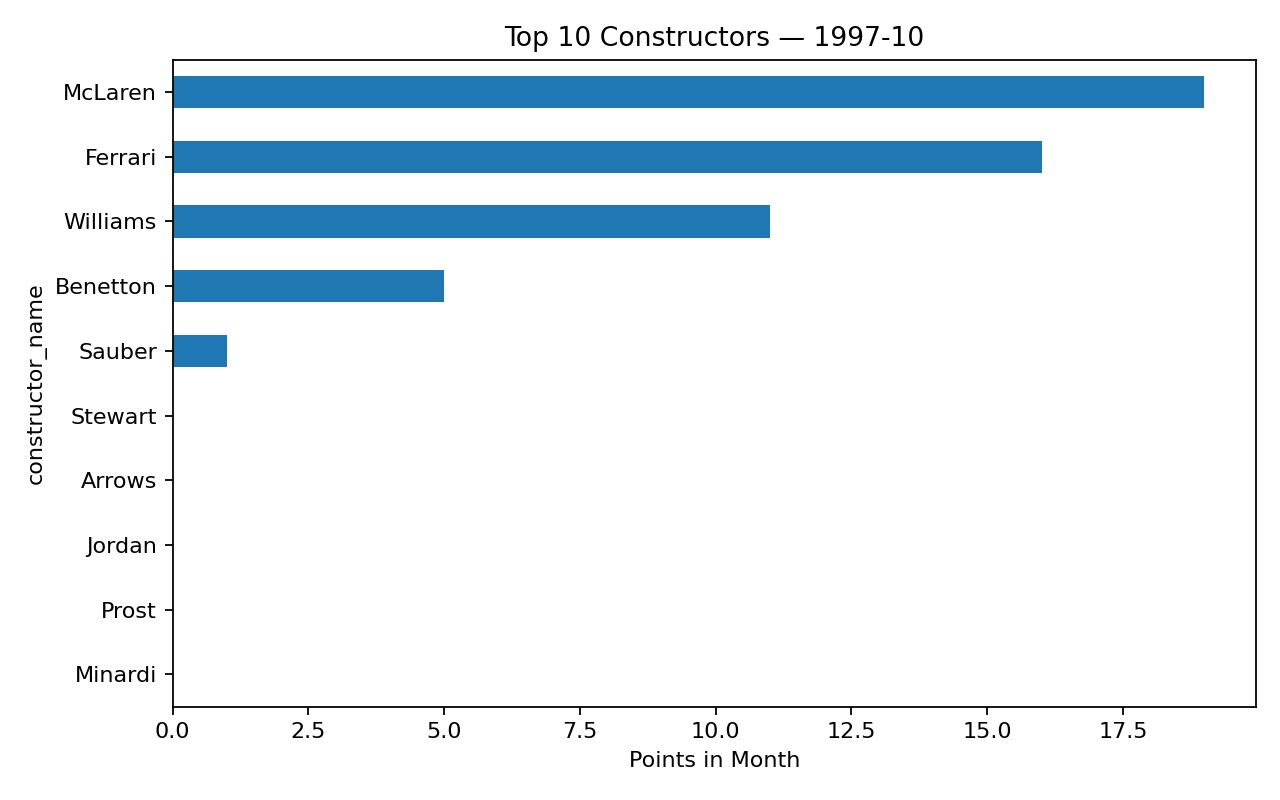 Top 10 Constructors — 1997-10
McLaren
Ferrari
Williams
Benetton
Sauber
Stewart
Arrows
Jordan
Prost
Minardi
constructor_name
0.0 2.5 5.0 7.5 10.0 12.5 15.0 17.5
Points in Month